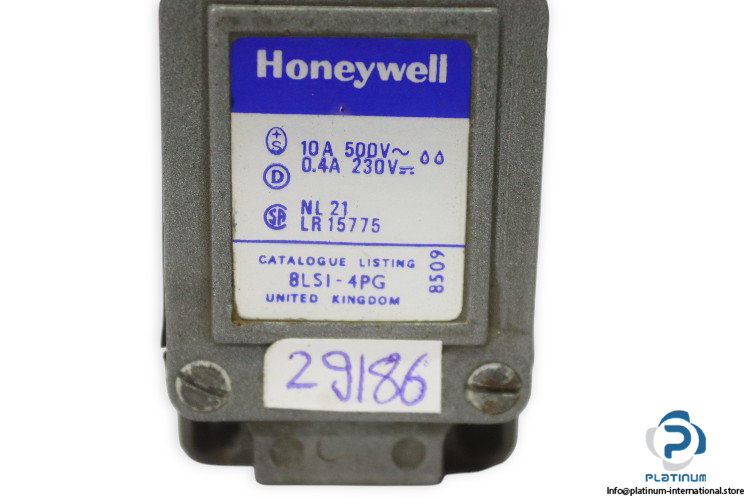 Honeywell
+
S
10A 500V~
0.4A 230V⎓
D
SA
NL 21
LR 15775
CATALOGUE LISTING
8LS1-4PG
UNITED KINGDOM
8509
29186
P
PLATINUM
Info@platinum-international.store